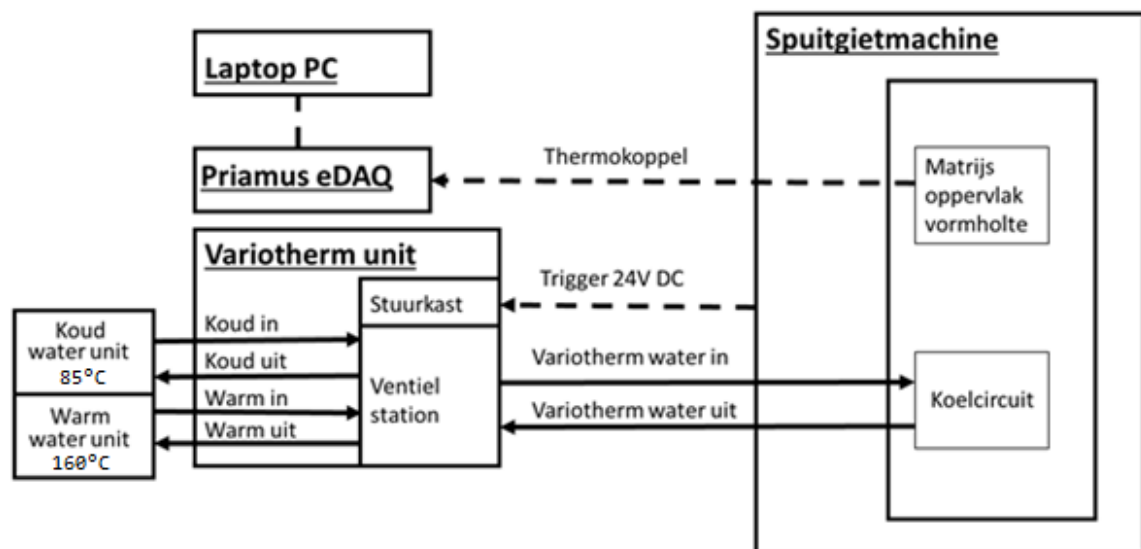 Spuitgietmachine
Laptop PC
Priamus eDAQ
Thermokoppel
Matrijs
oppervlak
vormholte
Variotherm unit
Trigger 24V DC
Stuurkast
Koud
water unit
85°C
Koud in
Koud uit
Variotherm water in
Ventiel
station
Warm in
Koelcircuit
Variotherm water uit
Warm
water unit
160°C
Warm uit